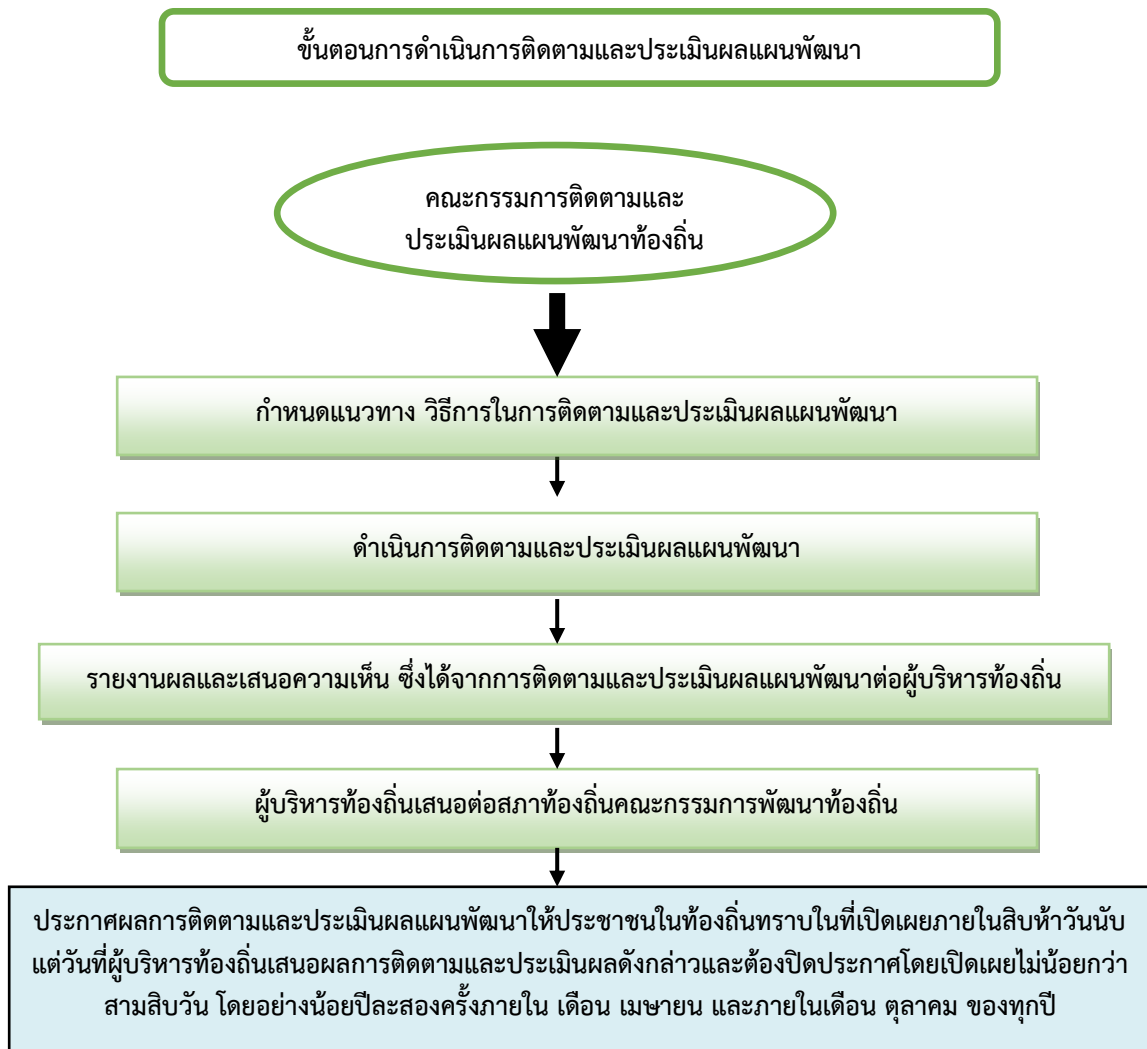 ขั้นตอนการดำเนินการติดตามและประเมินผลแผนพัฒนา
คณะกรรมการติดตามและ
ประเมินผลแผนพัฒนาท้องถิ่น
กำหนดแนวทาง วิธีการในการติดตามและประเมินผลแผนพัฒนา
ดำเนินการติดตามและประเมินผลแผนพัฒนา
รายงานผลและเสนอความเห็น ซึ่งได้จากการติดตามและประเมินผลแผนพัฒนาต่อผู้บริหารท้องถิ่น
ผู้บริหารท้องถิ่นเสนอต่อสภาท้องถิ่นคณะกรรมการพัฒนาท้องถิ่น
ประกาศผลการติดตามและประเมินผลแผนพัฒนาให้ประชาชนในท้องถิ่นทราบในที่เปิดเผยภายในสิบห้าวันนับ
แต่วันที่ผู้บริหารท้องถิ่นเสนอผลการติดตามและประเมินผลดังกล่าวและต้องปิดประกาศโดยเปิดเผยไม่น้อยกว่า
สามสิบวัน โดยอย่างน้อยปีละสองครั้งภายใน เดือน เมษายน และภายในเดือน ตุลาคม ของทุกปี